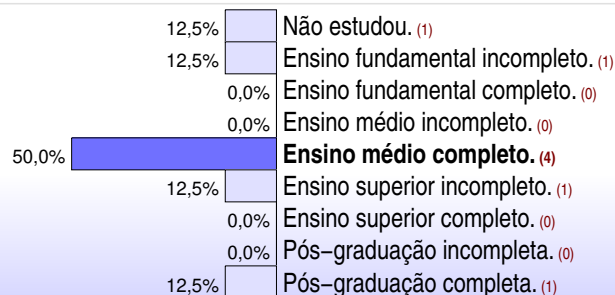 12,5% Não estudou. (1)
12,5% Ensino fundamental incompleto. (1)
0,0% Ensino fundamental completo. (0)
0,0% Ensino médio incompleto. (0)
50,0% Ensino médio completo. (4)
12,5% Ensino superior incompleto. (1)
0,0% Ensino superior completo. (0)
0,0% Pós−graduação incompleta. (0)
12,5% Pós−graduação completa. (1)